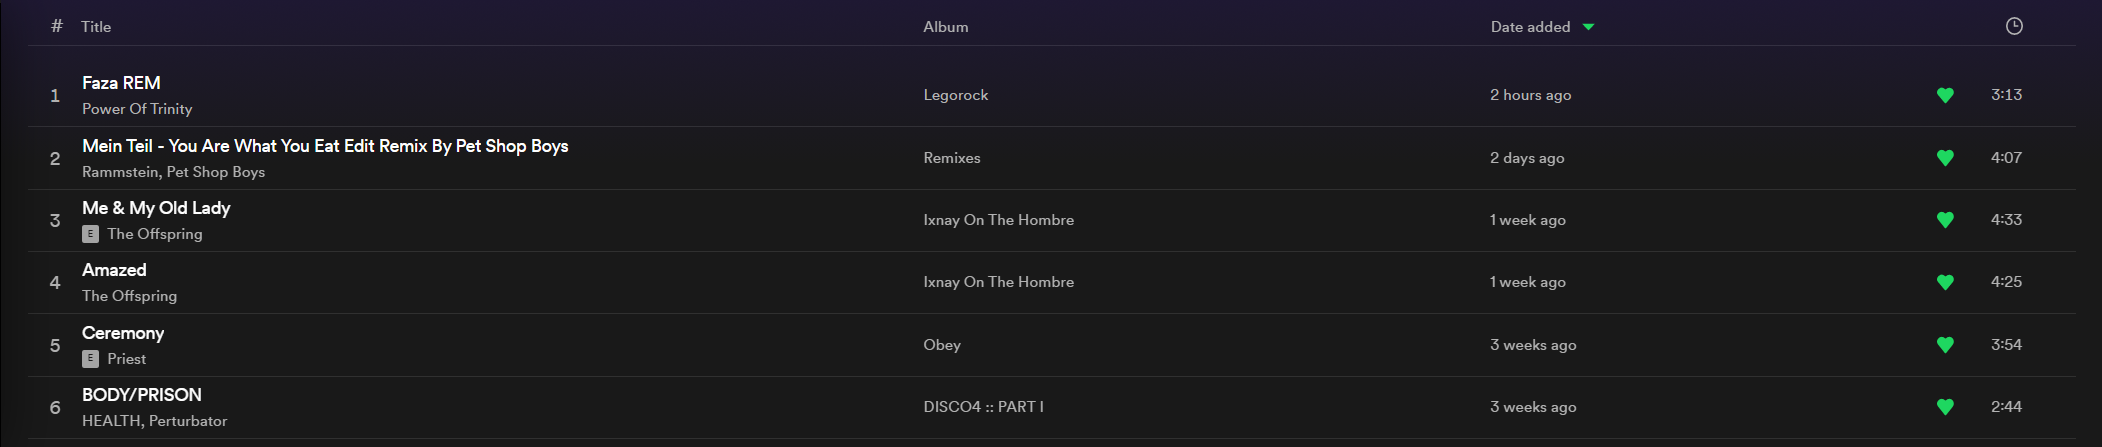 # Title Album Date added
1 Faza REM Legorock 2 hours ago 3:13
Power Of Trinity
2 Mein Teil - You Are What You Eat Edit Remix By Pet Shop Boys Remixes 2 days ago 4:07
Rammstein, Pet Shop Boys
3 Me & My Old Lady Ixnay On The Hombre 1 week ago 4:33
E The Offspring
4 Amazed Ixnay On The Hombre 1 week ago 4:25
The Offspring
5 Ceremony Obey 3 weeks ago 3:54
E Priest
6 BODY/PRISON DISCO4 :: PART I 3 weeks ago 2:44
HEALTH, Perturbator